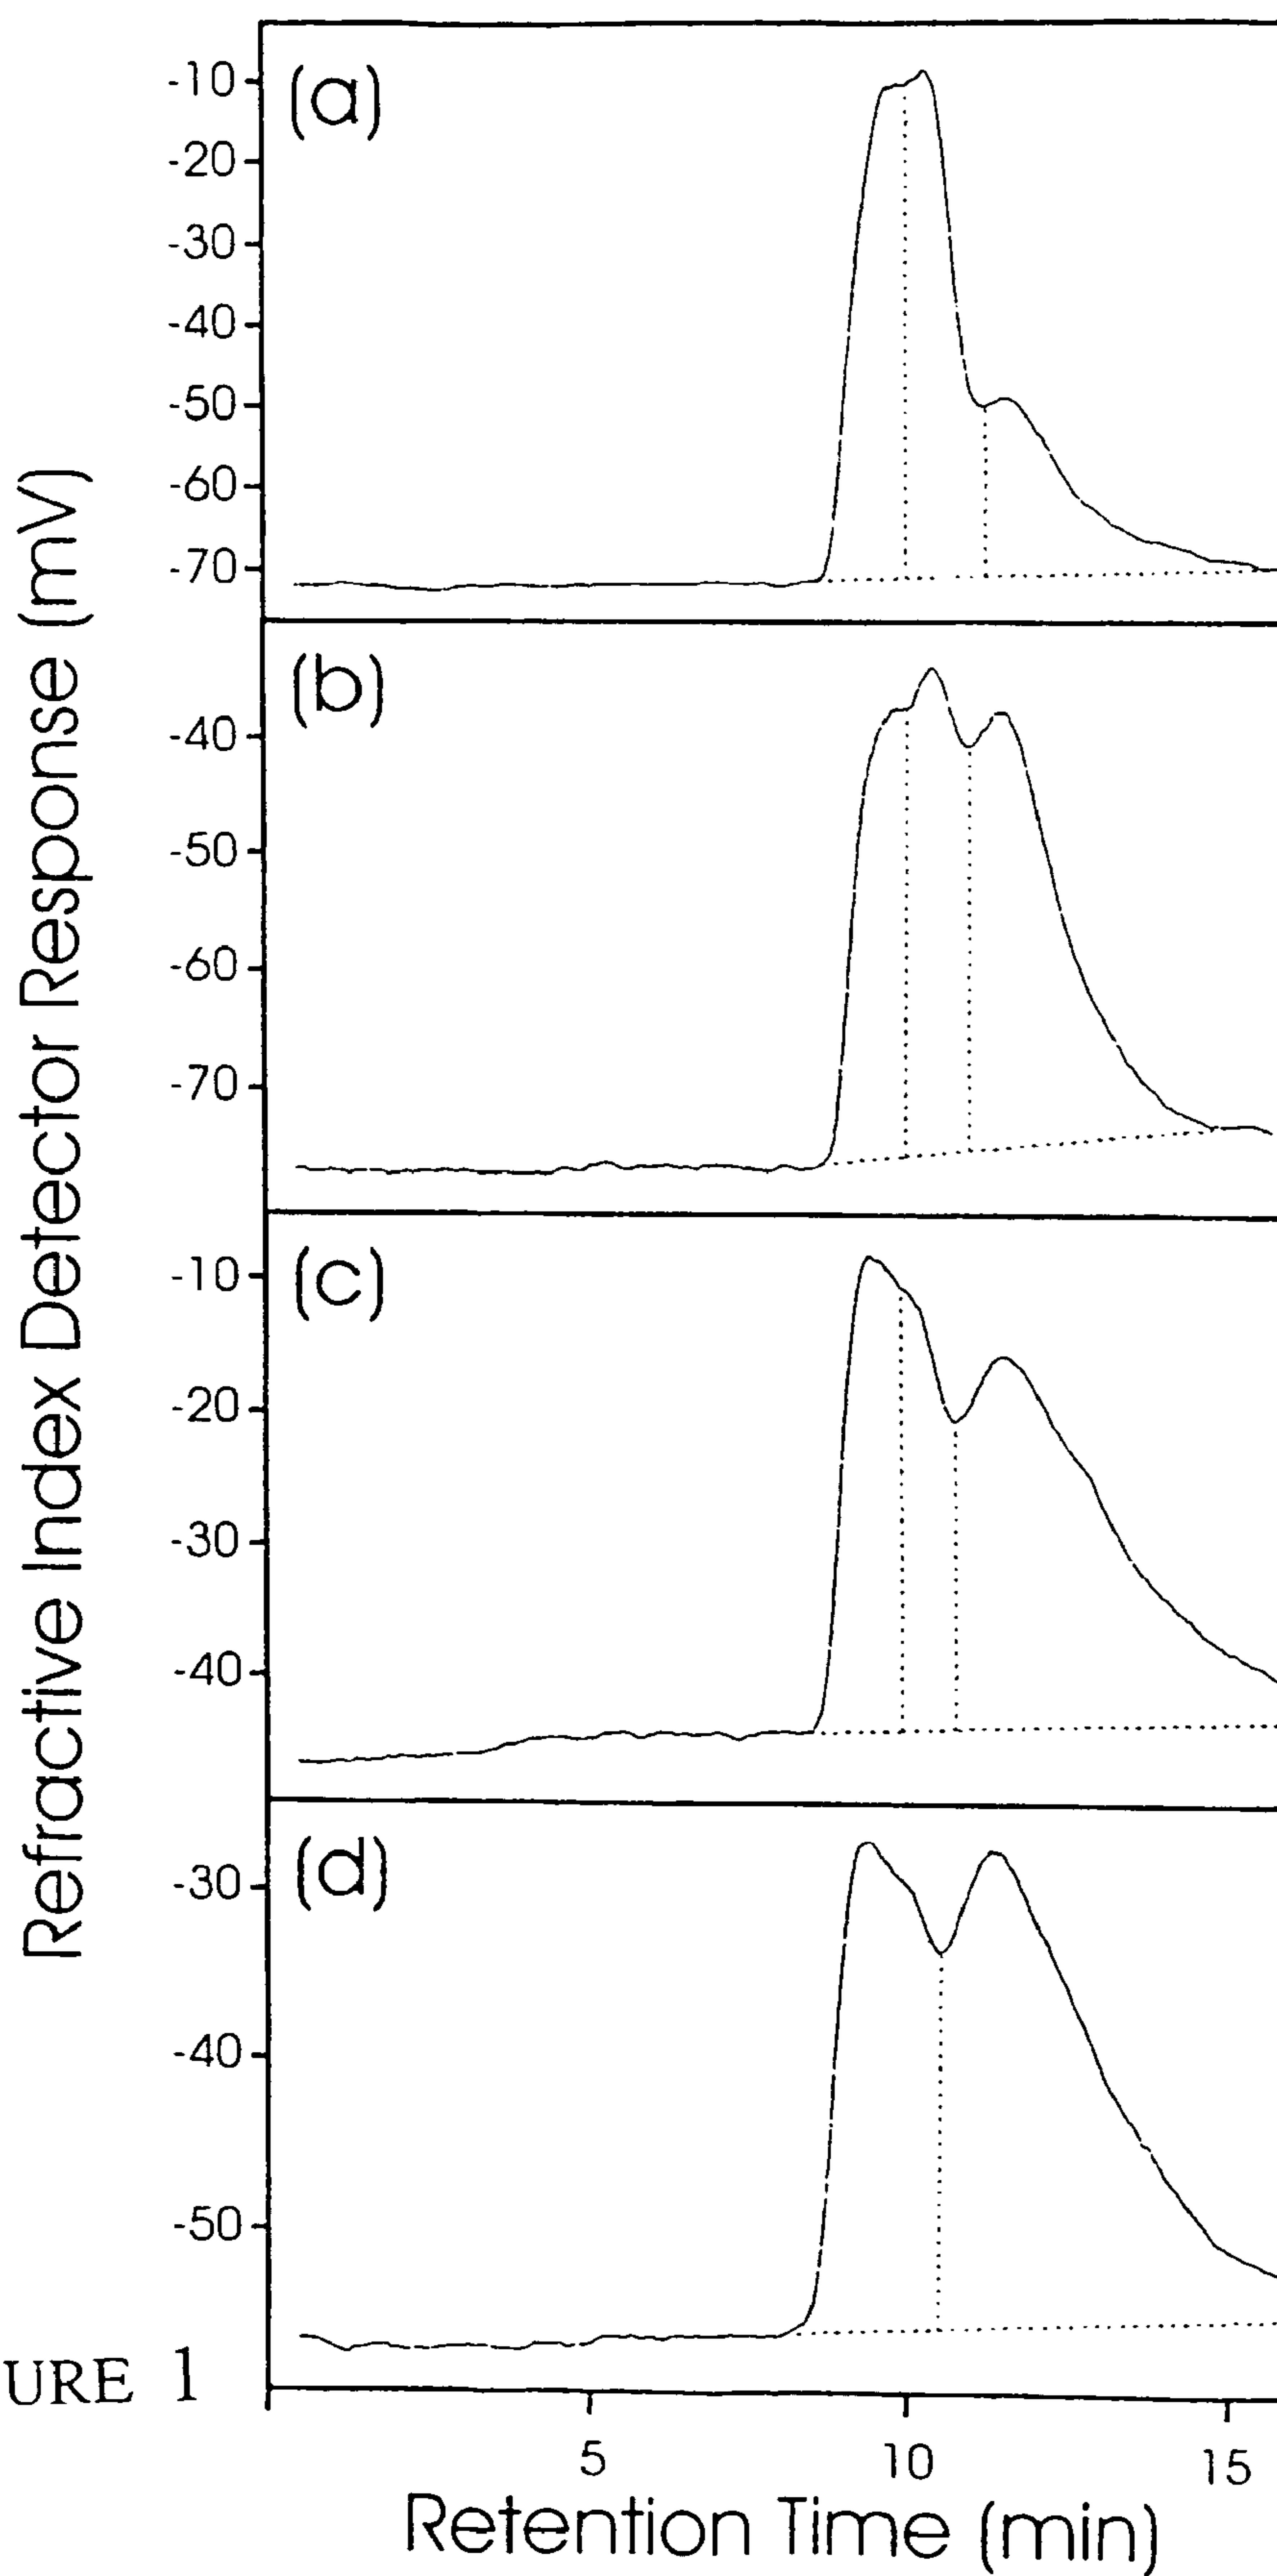 Refractive Index Detector Response (mV)
(a)
-10
-20
-30
-40
-50
-60
-70
(b)
-40
-50
-60
-70
(c)
-10
-20
-30
-40
(d)
-30
-40
-50
URE 1
5 10 15
Retention Time (min)